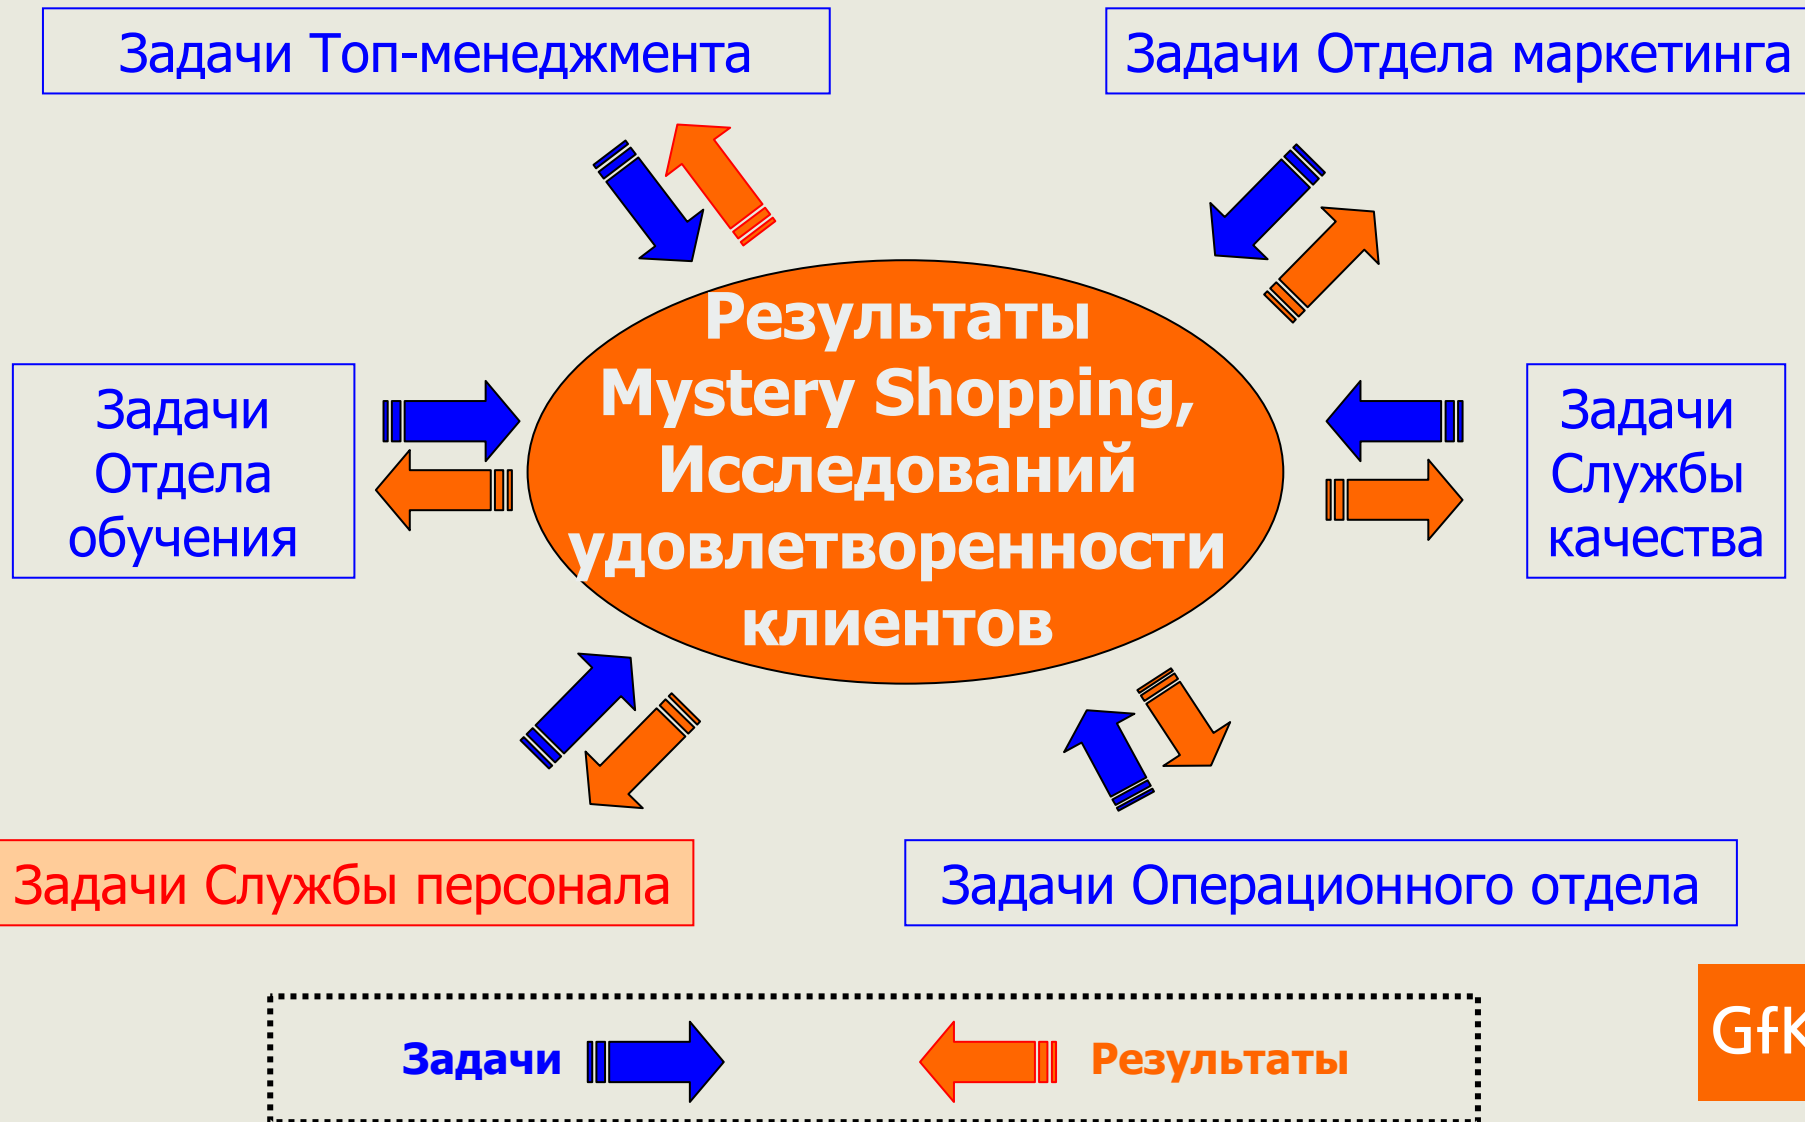 Задачи Топ-менеджмента
Задачи Отдела маркетинга
Результаты
Mystery Shopping,
Исследований
удовлетворенности
клиентов
Задачи
Отдела
обучения
Задачи
Службы
качества
Задачи Службы персонала
Задачи Операционного отдела
Задачи
Результаты
GfK